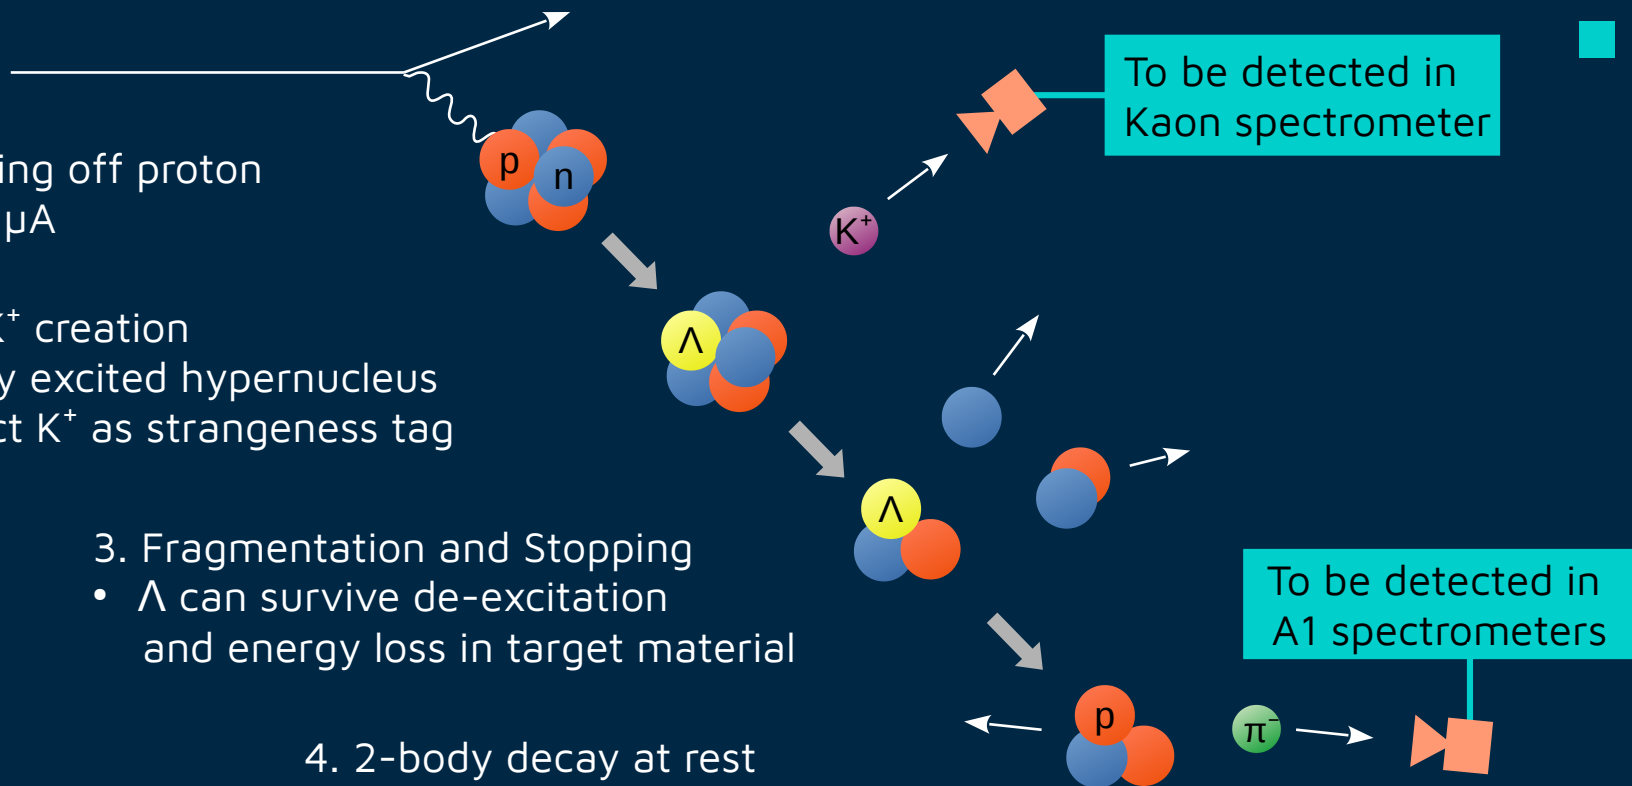 To be detected in
Kaon spectrometer
ing off proton
μA
p
n
K⁺
K⁺ creation
y excited hypernucleus
ct K⁺ as strangeness tag
Λ
Λ
3. Fragmentation and Stopping
• Λ can survive de-excitation
and energy loss in target material
To be detected in
A1 spectrometers
p
π⁻
4. 2-body decay at rest